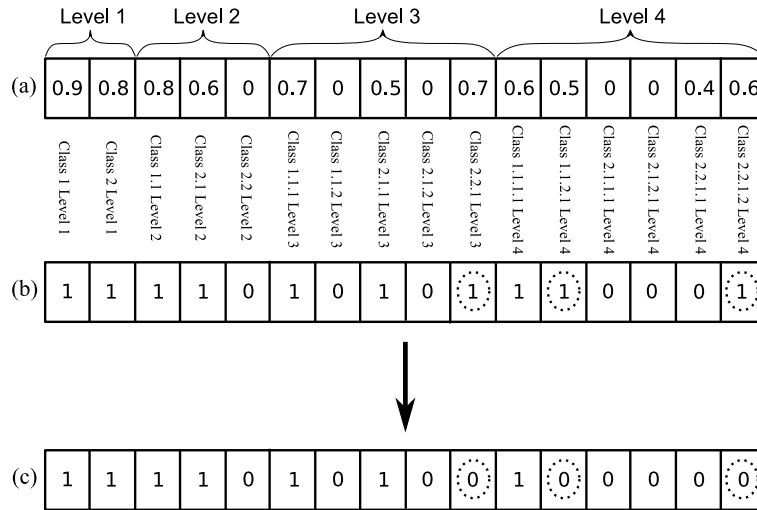 Level 1 Level 2 Level 3 Level 4
(a) 0.9 0.8 0.8 0.6 0 0.7 0 0.5 0 0.7 0.6 0.5 0 0 0.4 0.6
Class 1 Level 1
Class 2 Level 1
Class 1.1 Level 2
Class 2.1 Level 2
Class 2.2 Level 2
Class 1.1.1 Level 3
Class 1.1.2 Level 3
Class 2.1.1 Level 3
Class 2.1.2 Level 3
Class 2.2.1 Level 3
Class 1.1.1.1 Level 4
Class 1.1.2.1 Level 4
Class 2.1.1.1 Level 4
Class 2.1.2.1 Level 4
Class 2.2.1.1 Level 4
Class 2.2.1.2 Level 4
(b) 1 1 1 1 0 1 0 1 0 1 1 1 0 0 0 1
(c) 1 1 1 1 0 1 0 1 0 0 1 0 0 0 0 0